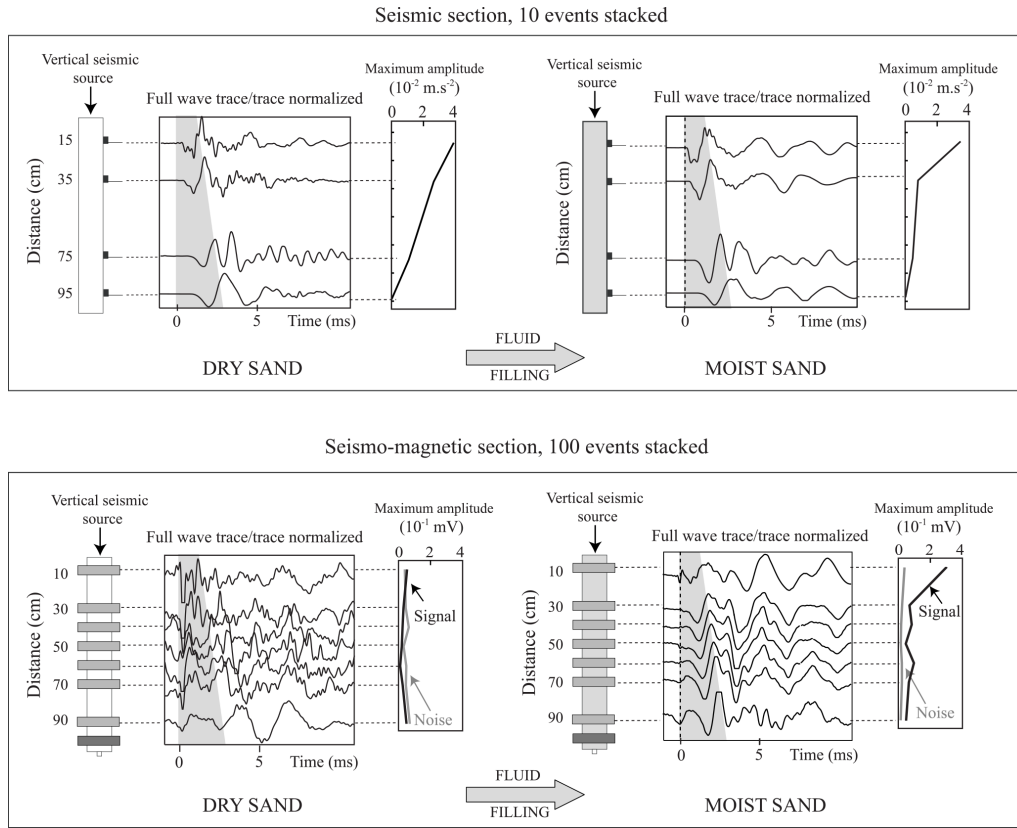 Seismic section, 10 events stacked
Vertical seismic
source
Full wave trace/trace normalized
Maximum amplitude
(10⁻² m.s⁻²)
0 2 4
Distance (cm)
15
35
75
95
0 5 Time (ms)
DRY SAND
FLUID
FILLING
Vertical seismic
source
Full wave trace/trace normalized
Maximum amplitude
(10⁻² m.s⁻²)
0 2 4
Distance (cm)
15
35
75
95
0 5 Time (ms)
MOIST SAND
Seismo-magnetic section, 100 events stacked
Vertical seismic
source
Full wave trace/trace normalized
Maximum amplitude
(10⁻¹ mV)
0 2 4
Distance (cm)
10
30
50
70
90
Signal
Noise
0 5 Time (ms)
DRY SAND
FLUID
FILLING
Vertical seismic
source
Full wave trace/trace normalized
Maximum amplitude
(10⁻¹ mV)
0 2 4
Distance (cm)
10
30
50
70
90
Signal
Noise
0 5 Time (ms)
MOIST SAND